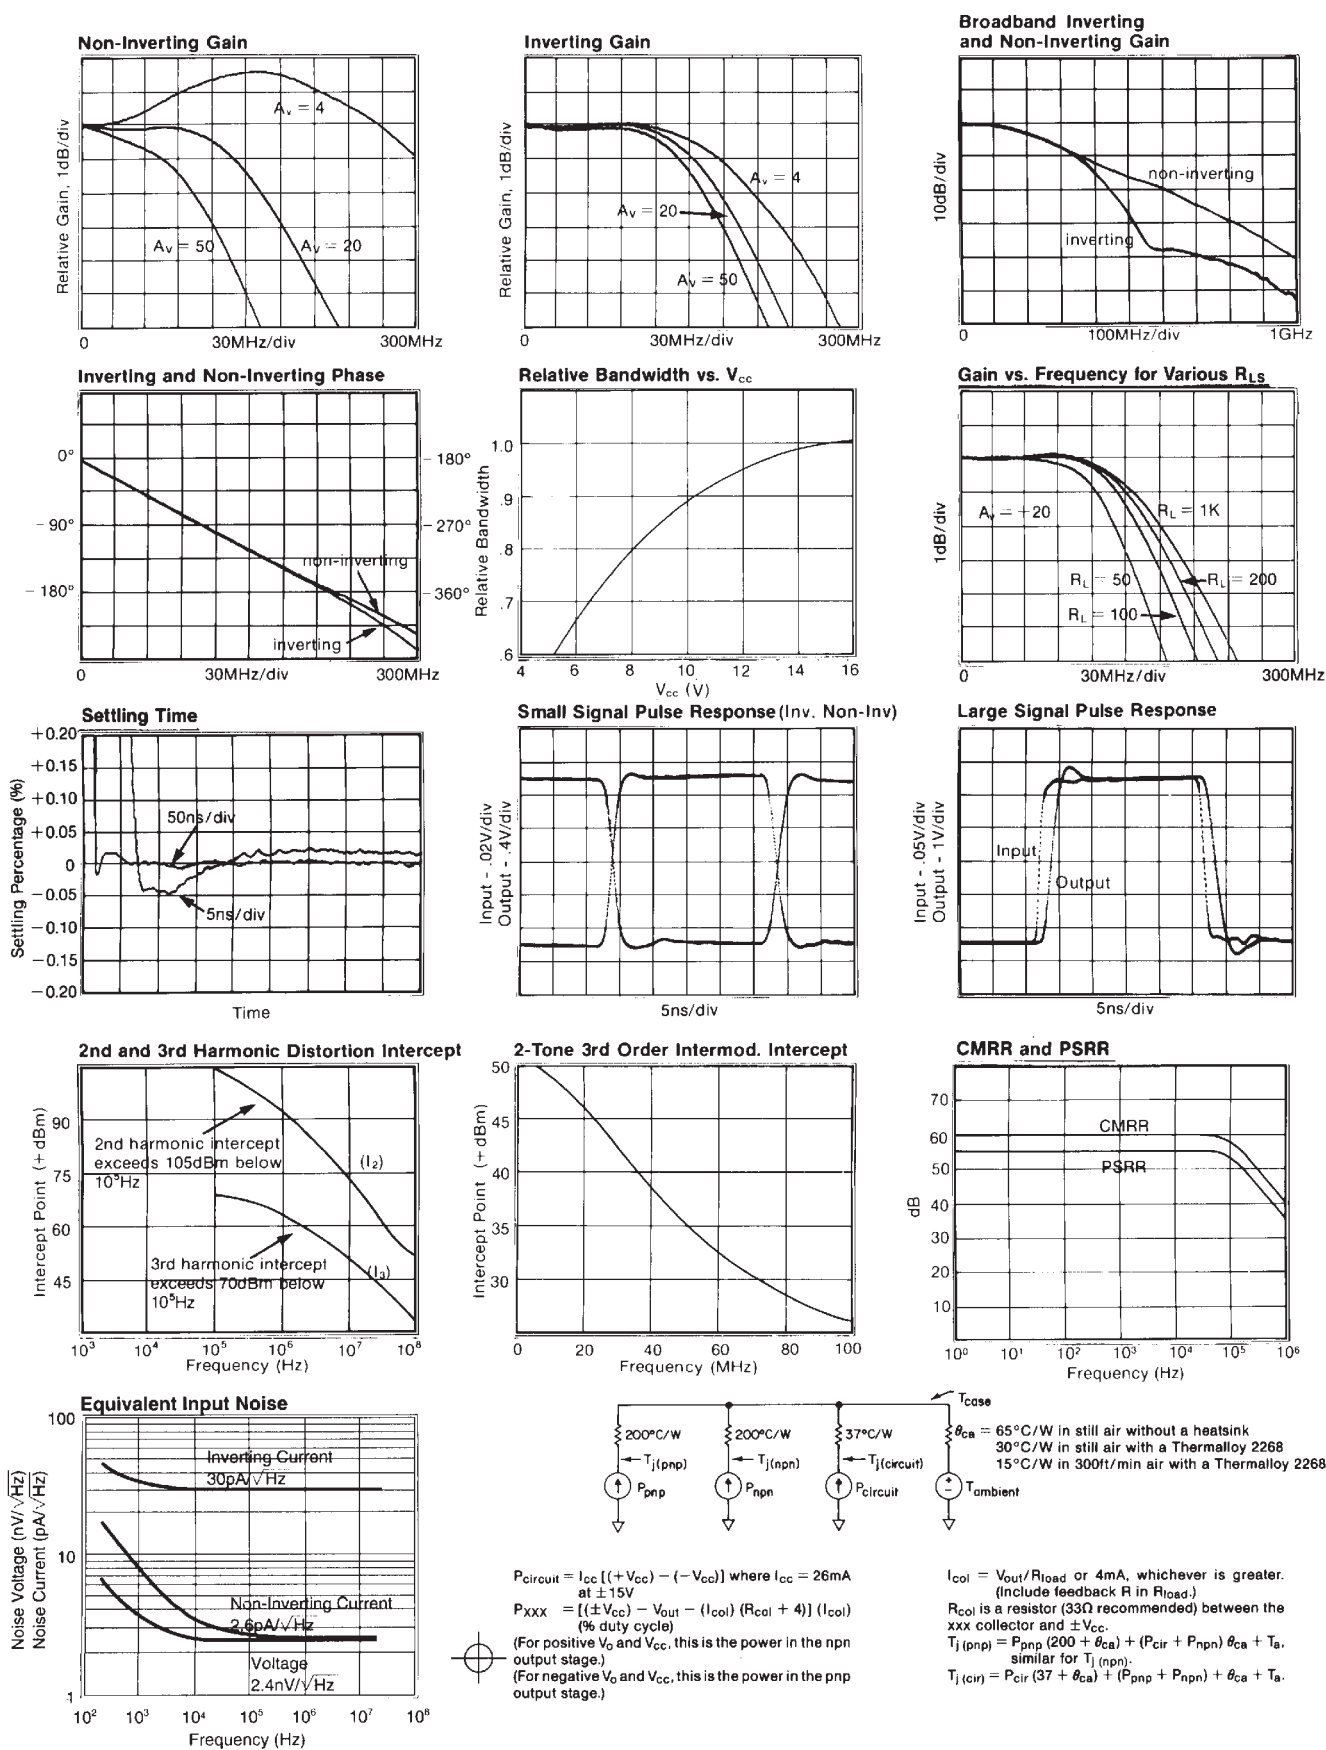 Non-Inverting Gain
Relative Gain, 1dB/div
Av = 4
Av = 50
Av = 20
0
30MHz/div
300MHz
Inverting Gain
Relative Gain, 1dB/div
Av = 4
Av = 20
Av = 50
0
30MHz/div
300MHz
Broadband Inverting
and Non-Inverting Gain
10dB/div
non-inverting
inverting
0
100MHz/div
1GHz
Inverting and Non-Inverting Phase
0°
−90°
−180°
−180°
−270°
−360°
non-inverting
inverting
0
30MHz/div
300MHz
Relative Bandwidth vs. Vcc
Relative Bandwidth
1.0
.9
.8
.7
.6
4 6 8 10 12 14 16
Vcc (V)
Gain vs. Frequency for Various RLS
1dB/div
Av = +20
RL = 1K
RL = 50
RL = 200
RL = 100
0
30MHz/div
300MHz
Settling Time
Settling Percentage (%)
+0.20
+0.15
+0.10
+0.05
0
−0.05
−0.10
−0.15
−0.20
50ns/div
5ns/div
Time
Small Signal Pulse Response (Inv. Non-Inv)
Input - .02V/div
Output - .4V/div
5ns/div
Large Signal Pulse Response
Input - .05V/div
Output - 1V/div
Input
Output
5ns/div
2nd and 3rd Harmonic Distortion Intercept
Intercept Point (+dBm)
90
75
60
45
2nd harmonic intercept
exceeds 105dBm below
10⁵Hz
(I2)
3rd harmonic intercept
exceeds 70dBm below
10⁵Hz
(I3)
10³ 10⁴ 10⁵ 10⁶ 10⁷ 10⁸
Frequency (Hz)
2-Tone 3rd Order Intermod. Intercept
Intercept Point (+dBm)
50
45
40
35
30
0 20 40 60 80 100
Frequency (MHz)
CMRR and PSRR
dB
70
60
50
40
30
20
10
CMRR
PSRR
10⁰ 10¹ 10² 10³ 10⁴ 10⁵ 10⁶
Frequency (Hz)
Equivalent Input Noise
Noise Voltage (nV/√Hz)
Noise Current (pA/√Hz)
100
10
1
Inverting Current
30pA/√Hz
Non-Inverting Current
2.6pA/√Hz
Voltage
2.4nV/√Hz
10² 10³ 10⁴ 10⁵ 10⁶ 10⁷ 10⁸
Frequency (Hz)
Tcase
200°C/W
200°C/W
37°C/W
θca = 65°C/W in still air without a heatsink
30°C/W in still air with a Thermalloy 2268
15°C/W in 300ft/min air with a Thermalloy 2268
Tj(pnp)
Tj(npn)
Tj(circuit)
Ppnp
Pnpn
Pcircuit
Tambient
Pcircuit = Icc [(+Vcc) − (−Vcc)] where Icc = 26mA
at ±15V
Pxxx = [(±Vcc) − Vout − (Icol) (Rcol + 4)] (Icol)
(% duty cycle)
(For positive Vo and Vcc, this is the power in the npn
output stage.)
(For negative Vo and Vcc, this is the power in the pnp
output stage.)
Icol = Vout/Rload or 4mA, whichever is greater.
(Include feedback R in Rload.)
Rcol is a resistor (33Ω recommended) between the
xxx collector and ±Vcc.
Tj (pnp) = Ppnp (200 + θca) + (Pcir + Pnpn) θca + Ta,
similar for Tj (npn).
Tj (cir) = Pcir (37 + θca) + (Ppnp + Pnpn) + θca + Ta.